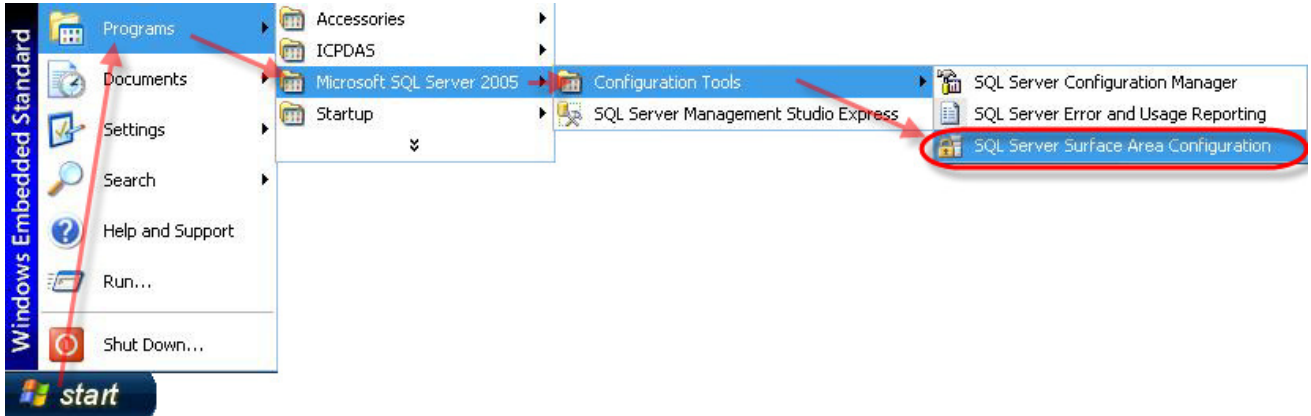 Windows Embedded Standard
Programs
Documents
Settings
Search
Help and Support
Run...
Shut Down...
start
Accessories
ICPDAS
Microsoft SQL Server 2005
Startup
Configuration Tools
SQL Server Management Studio Express
SQL Server Configuration Manager
SQL Server Error and Usage Reporting
SQL Server Surface Area Configuration